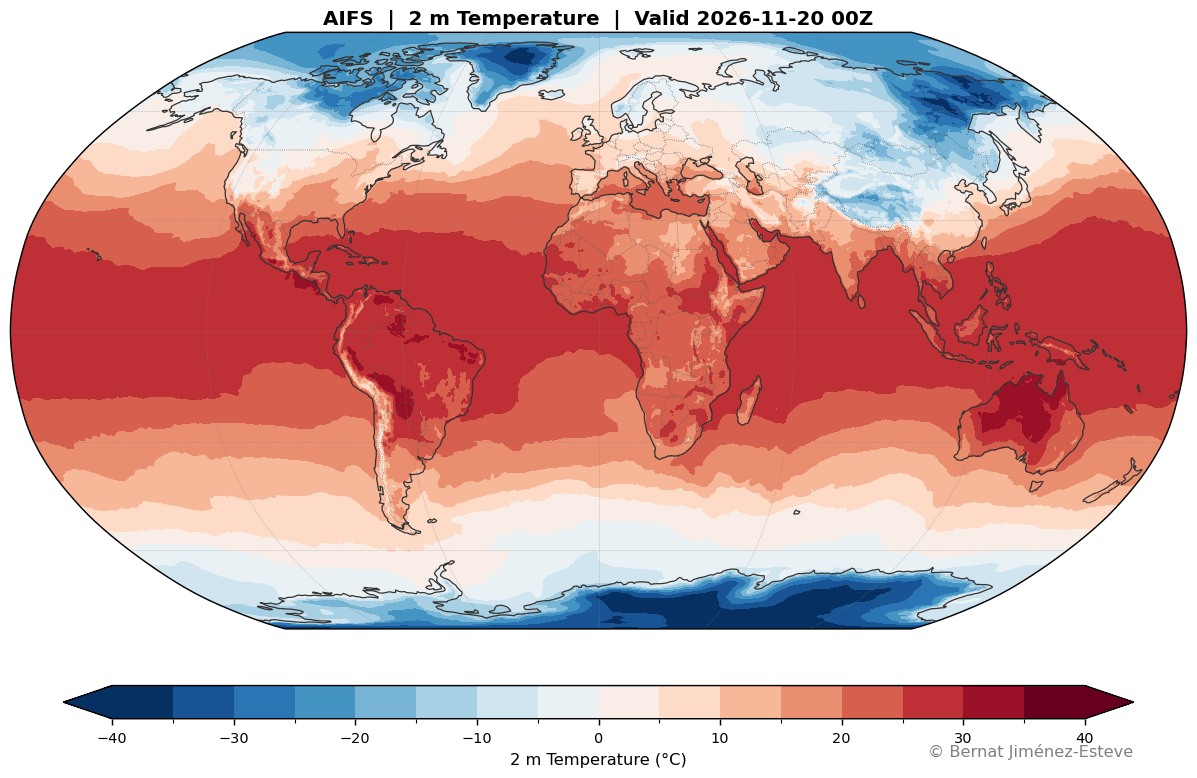 AIFS | 2 m Temperature | Valid 2026-11-20 00Z
−40 −30 −20 −10 0 10 20 30 40
2 m Temperature (°C)
© Bernat Jiménez-Esteve